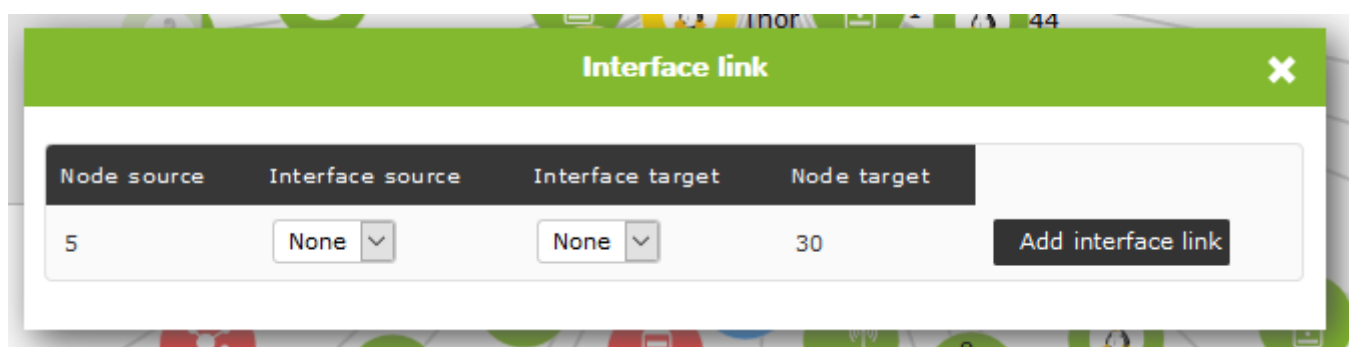 Thor
44
Interface link
Node source Interface source Interface target Node target
5 None None 30 Add interface link